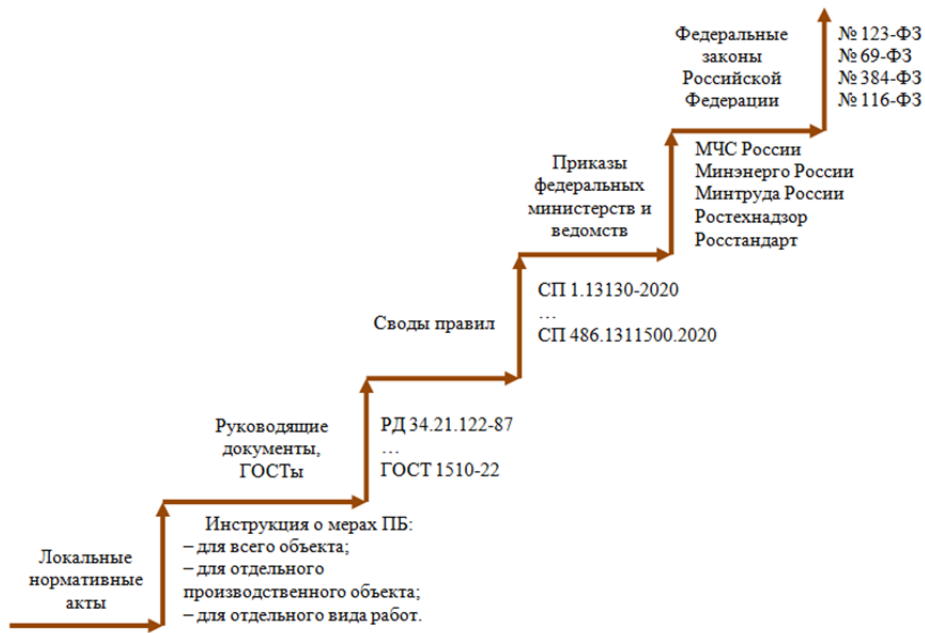 Федеральные
законы
Российской
Федерации
№ 123-ФЗ
№ 69-ФЗ
№ 384-ФЗ
№ 116-ФЗ
Приказы
федеральных
министерств и
ведомств
МЧС России
Минэнерго России
Минтруда России
Ростехнадзор
Росстандарт
Своды правил
СП 1.13130-2020
...
СП 486.1311500.2020
Руководящие
документы,
ГОСТы
РД 34.21.122-87
...
ГОСТ 1510-22
Локальные
нормативные
акты
Инструкция о мерах ПБ:
– для всего объекта;
– для отдельного
производственного объекта;
– для отдельного вида работ.